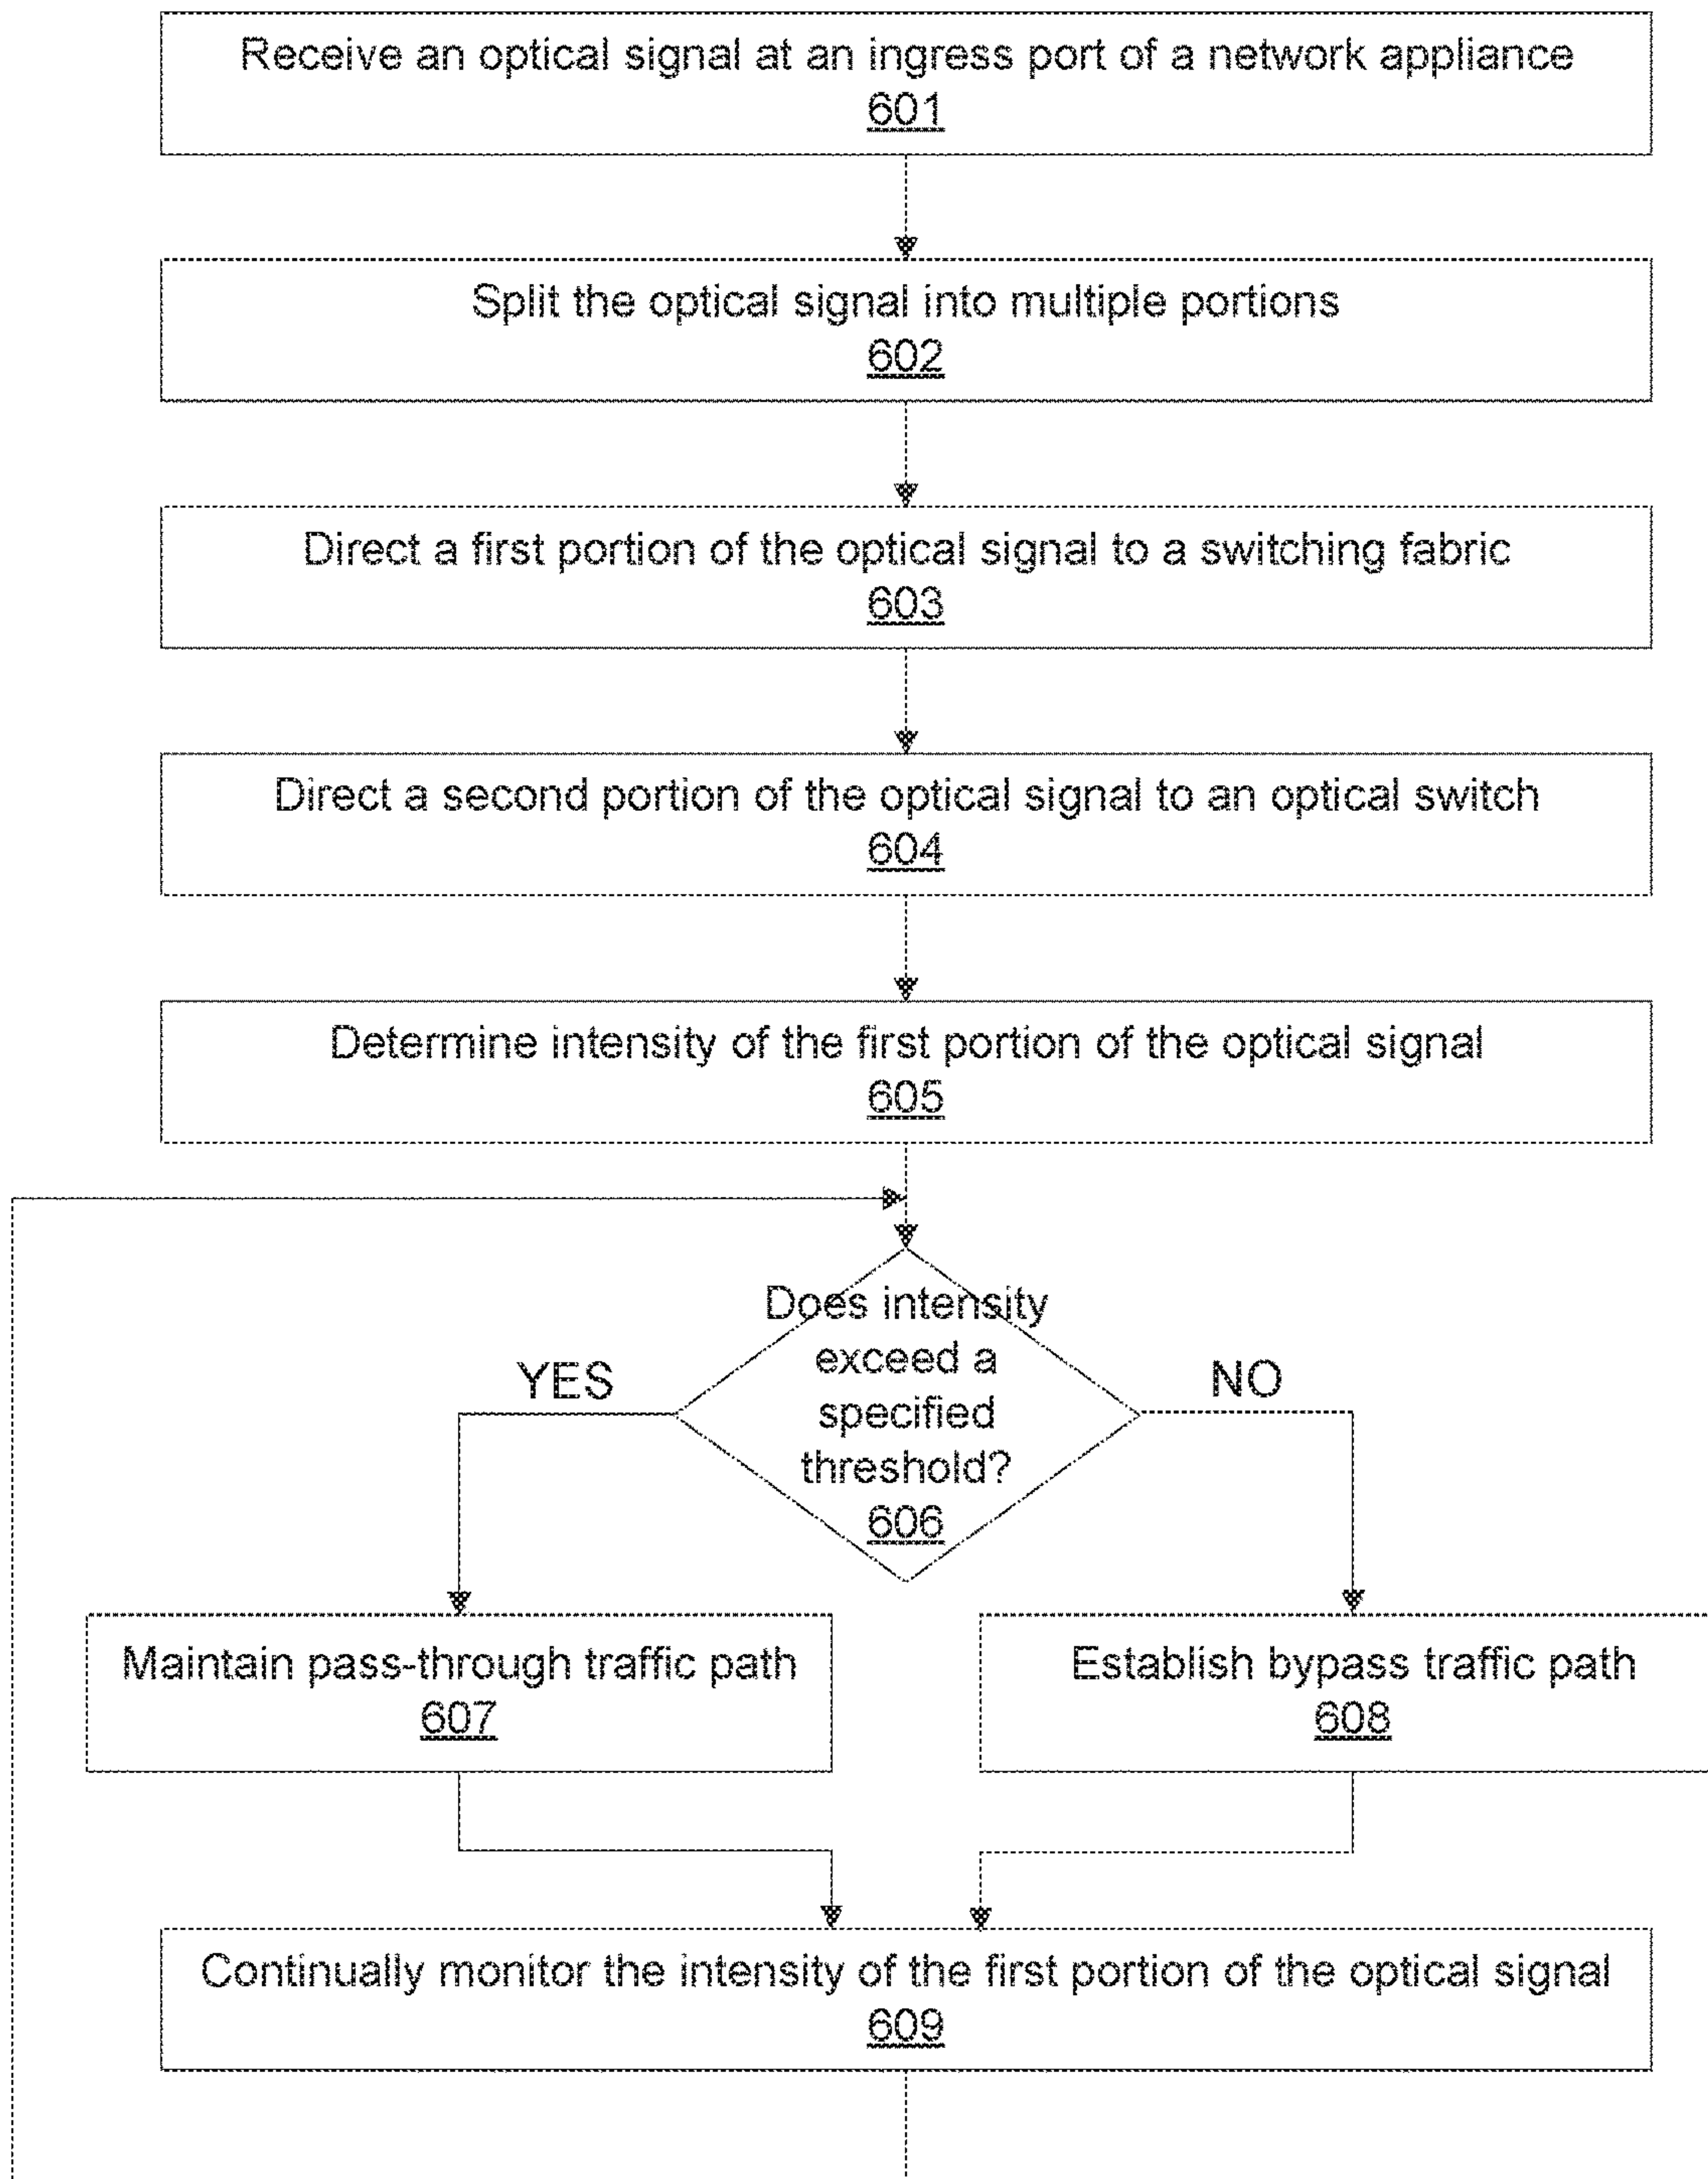 Receive an optical signal at an ingress port of a network appliance
601
Split the optical signal into multiple portions
602
Direct a first portion of the optical signal to a switching fabric
603
Direct a second portion of the optical signal to an optical switch
604
Determine intensity of the first portion of the optical signal
605
Does intensity
exceed a
specified
threshold?
606
YES
NO
Maintain pass-through traffic path
607
Establish bypass traffic path
608
Continually monitor the intensity of the first portion of the optical signal
609